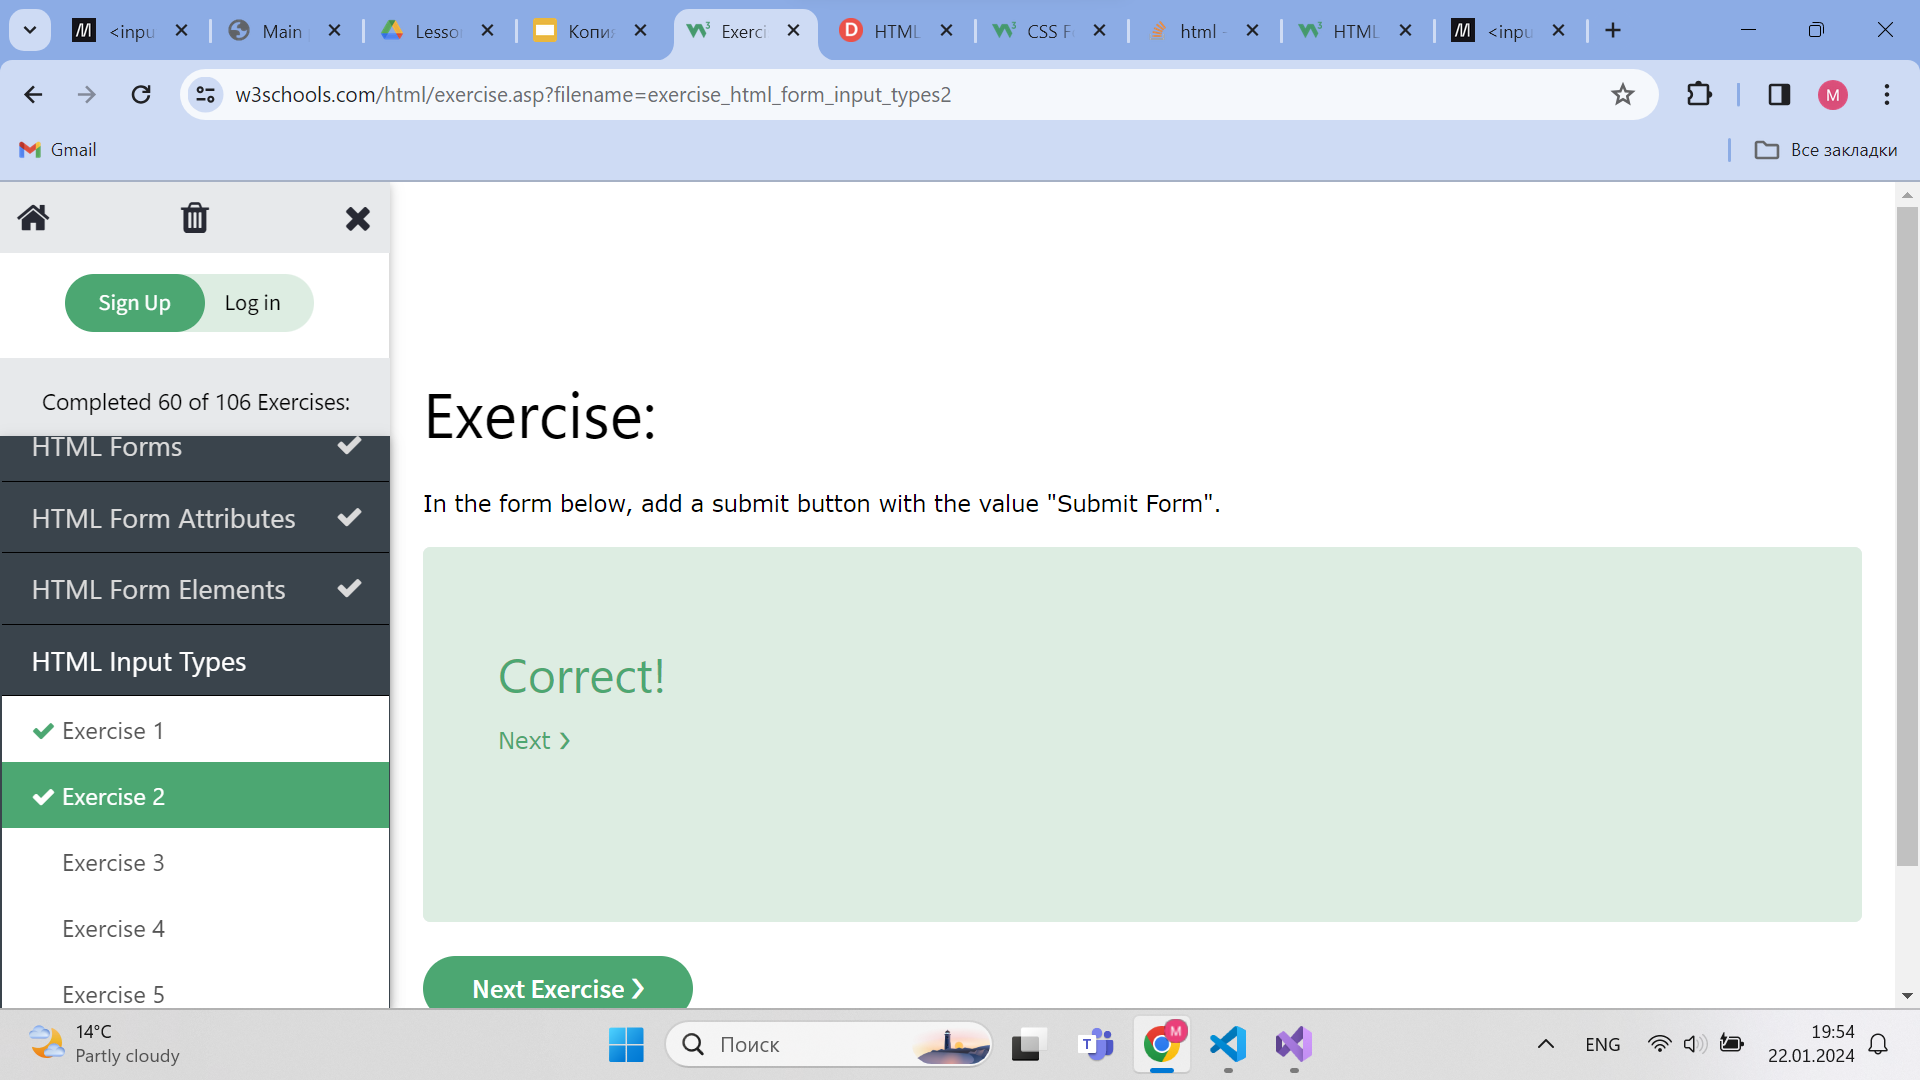 <inpu
Main
Lesso
Копи
Exerci
HTML
CSS F
html -
HTML
<inpu
w3schools.com/html/exercise.asp?filename=exercise_html_form_input_types2
M
Gmail
Все закладки
Sign Up
Log in
Completed 60 of 106 Exercises:
HTML Forms
HTML Form Attributes
HTML Form Elements
HTML Input Types
Exercise 1
Exercise 2
Exercise 3
Exercise 4
Exercise 5
Exercise:
In the form below, add a submit button with the value "Submit Form".
Correct!
Next ❯
Next Exercise ❯
14°C
Partly cloudy
Поиск
M
ENG
19:54
22.01.2024